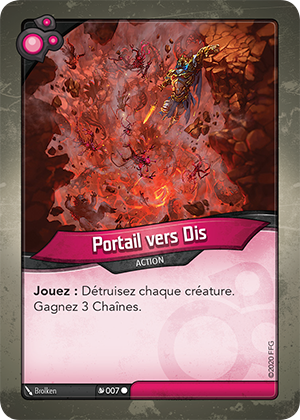 Portail vers Dis
ACTION
Jouez : Détruisez chaque créature.
Gagnez 3 Chaînes.
©2020 FFG
Brolken
007